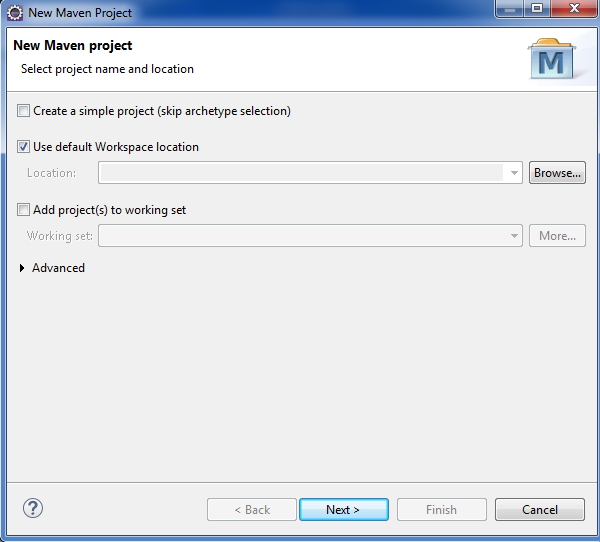 New Maven Project
New Maven project
Select project name and location
M
Create a simple project (skip archetype selection)
Use default Workspace location
Location:
Browse...
Add project(s) to working set
Working set:
More...
Advanced
?
< Back
Next >
Finish
Cancel